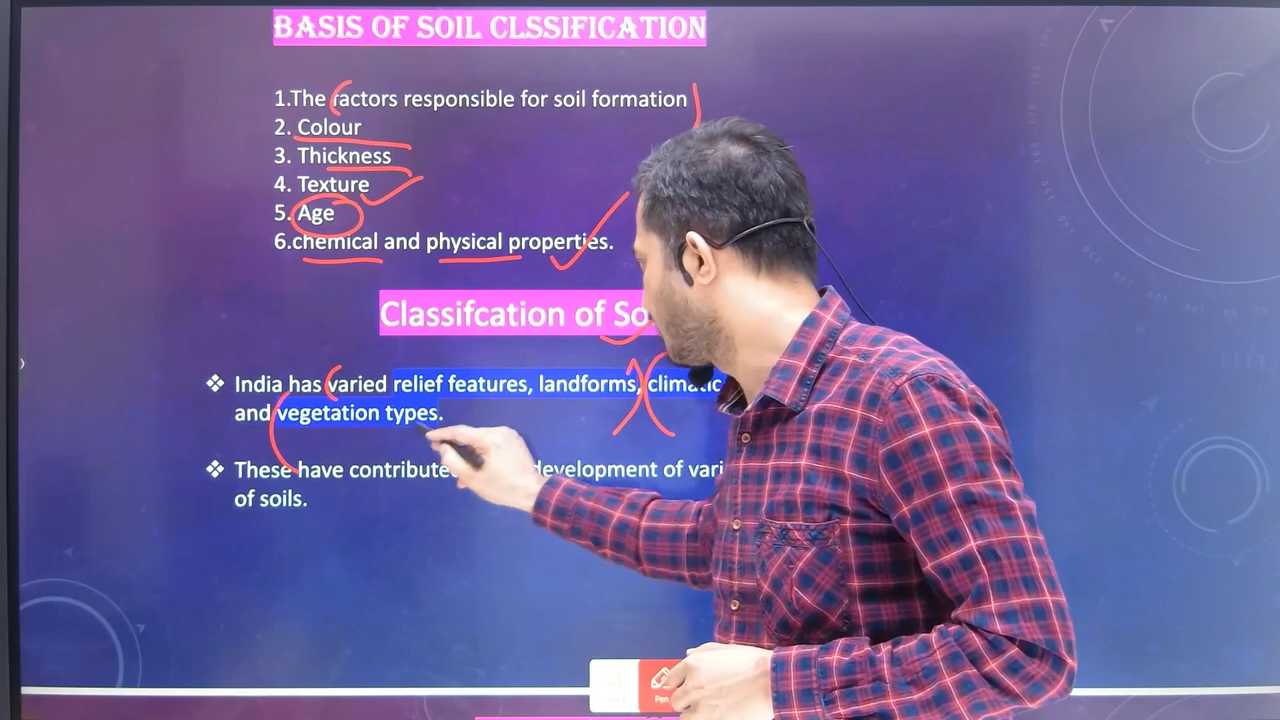 BASIS OF SOIL CLSSIFICATION
1.The factors responsible for soil formation
2. Colour
3. Thickness
4. Texture
5. Age
6.chemical and physical properties.
Classifcation of So
India has varied relief features, landforms, climatic
and vegetation types.
These have contribute development of vari
of soils.
Pen